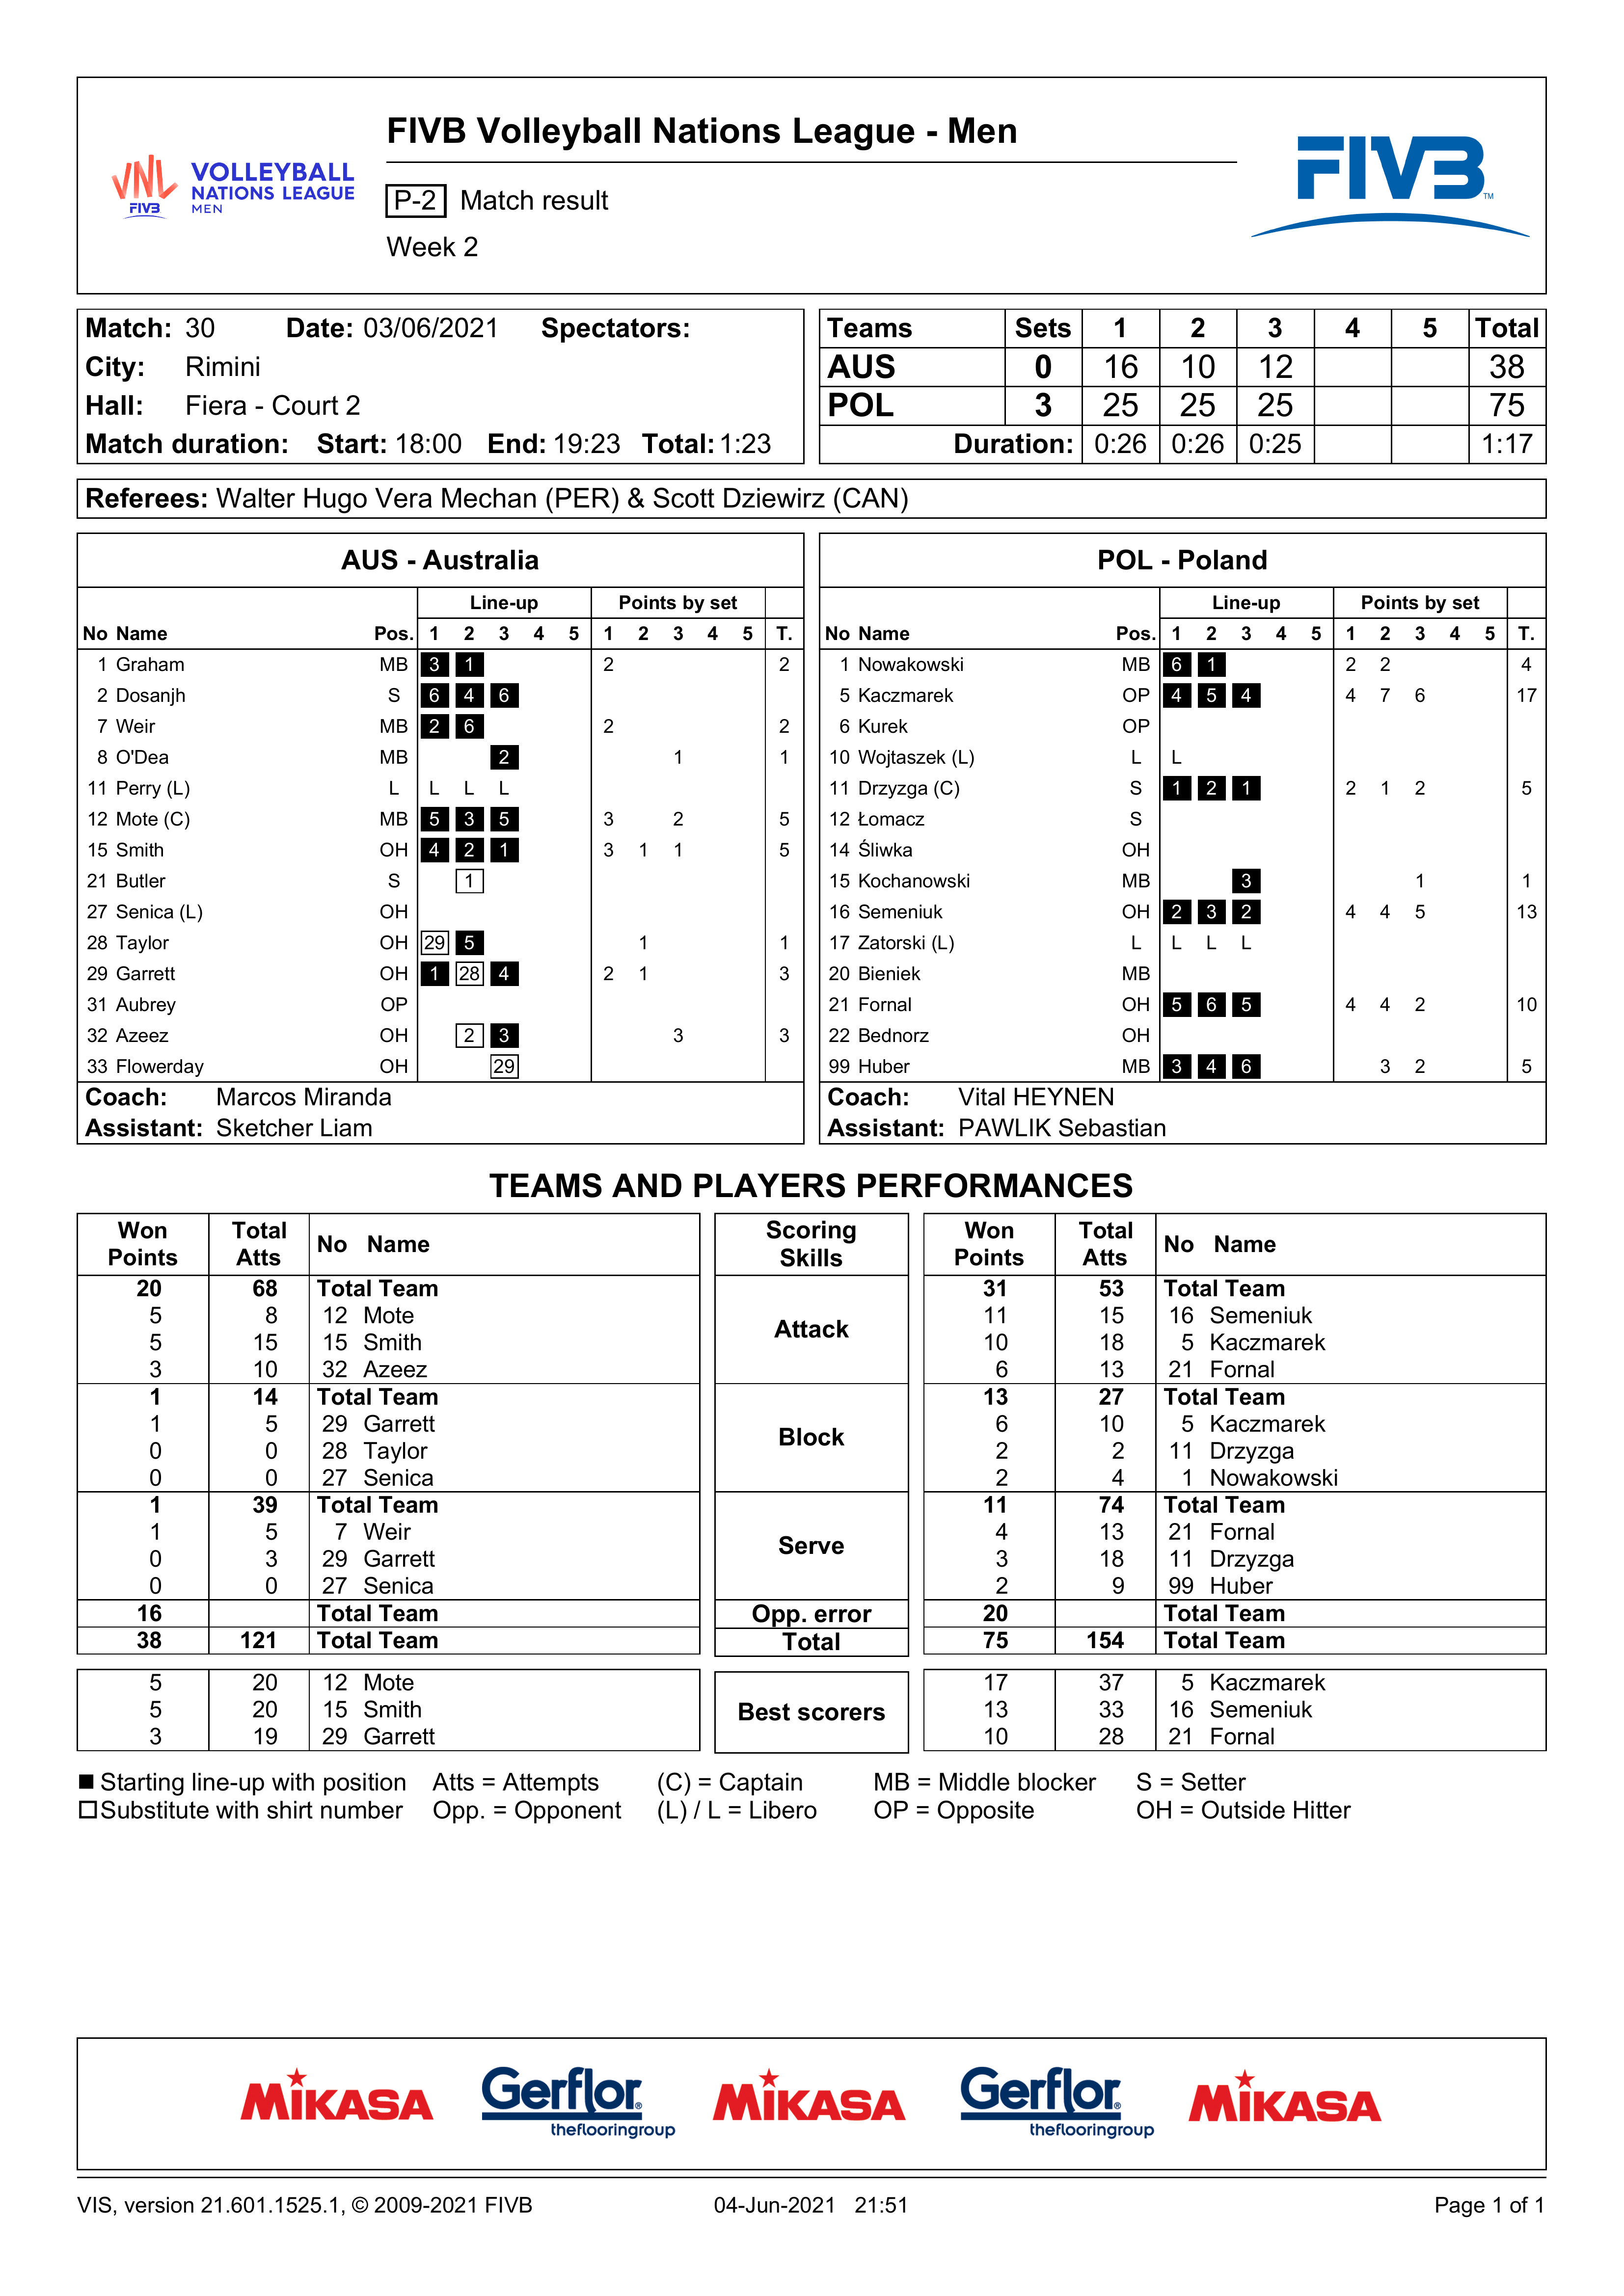 FIVB Volleyball Nations League - Men
VNL FIVB VOLLEYBALL NATIONS LEAGUE MEN
P-2 Match result
Week 2
FIVB TM
Match: 30 Date: 03/06/2021 Spectators:
City: Rimini
Hall: Fiera - Court 2
Match duration: Start: 18:00 End: 19:23 Total: 1:23
Teams Sets 1 2 3 4 5 Total
AUS 0 16 10 12 38
POL 3 25 25 25 75
Duration: 0:26 0:26 0:25 1:17
Referees: Walter Hugo Vera Mechan (PER) & Scott Dziewirz (CAN)
AUS - Australia
Line-up Points by set
No Name Pos. 1 2 3 4 5 1 2 3 4 5 T.
1 Graham MB 3 1 2 2
2 Dosanjh S 6 4 6
7 Weir MB 2 6 2 2
8 O'Dea MB 2 1 1
11 Perry (L) L L L L
12 Mote (C) MB 5 3 5 3 2 5
15 Smith OH 4 2 1 3 1 1 5
21 Butler S 1
27 Senica (L) OH
28 Taylor OH 29 5 1 1
29 Garrett OH 1 28 4 2 1 3
31 Aubrey OP
32 Azeez OH 2 3 3 3
33 Flowerday OH 29
Coach: Marcos Miranda
Assistant: Sketcher Liam
POL - Poland
Line-up Points by set
No Name Pos. 1 2 3 4 5 1 2 3 4 5 T.
1 Nowakowski MB 6 1 2 2 4
5 Kaczmarek OP 4 5 4 4 7 6 17
6 Kurek OP
10 Wojtaszek (L) L L
11 Drzyzga (C) S 1 2 1 2 1 2 5
12 Łomacz S
14 Śliwka OH
15 Kochanowski MB 3 1 1
16 Semeniuk OH 2 3 2 4 4 5 13
17 Zatorski (L) L L L L
20 Bieniek MB
21 Fornal OH 5 6 5 4 4 2 10
22 Bednorz OH
99 Huber MB 3 4 6 3 2 5
Coach: Vital HEYNEN
Assistant: PAWLIK Sebastian
TEAMS AND PLAYERS PERFORMANCES
Won Points Total Atts No Name Scoring Skills Won Points Total Atts No Name
20 68 Total Team Attack 31 53 Total Team
5 8 12 Mote 11 15 16 Semeniuk
5 15 15 Smith 10 18 5 Kaczmarek
3 10 32 Azeez 6 13 21 Fornal
1 14 Total Team Block 13 27 Total Team
1 5 29 Garrett 6 10 5 Kaczmarek
0 0 28 Taylor 2 2 11 Drzyzga
0 0 27 Senica 2 4 1 Nowakowski
1 39 Total Team Serve 11 74 Total Team
1 5 7 Weir 4 13 21 Fornal
0 3 29 Garrett 3 18 11 Drzyzga
0 0 27 Senica 2 9 99 Huber
16 Total Team Opp. error 20 Total Team
38 121 Total Team Total 75 154 Total Team
5 20 12 Mote Best scorers 17 37 5 Kaczmarek
5 20 15 Smith 13 33 16 Semeniuk
3 19 29 Garrett 10 28 21 Fornal
Starting line-up with position Atts = Attempts (C) = Captain MB = Middle blocker S = Setter
Substitute with shirt number Opp. = Opponent (L) / L = Libero OP = Opposite OH = Outside Hitter
MIKASA Gerflor® theflooringgroup MIKASA Gerflor® theflooringgroup MIKASA
VIS, version 21.601.1525.1, © 2009-2021 FIVB 04-Jun-2021 21:51 Page 1 of 1